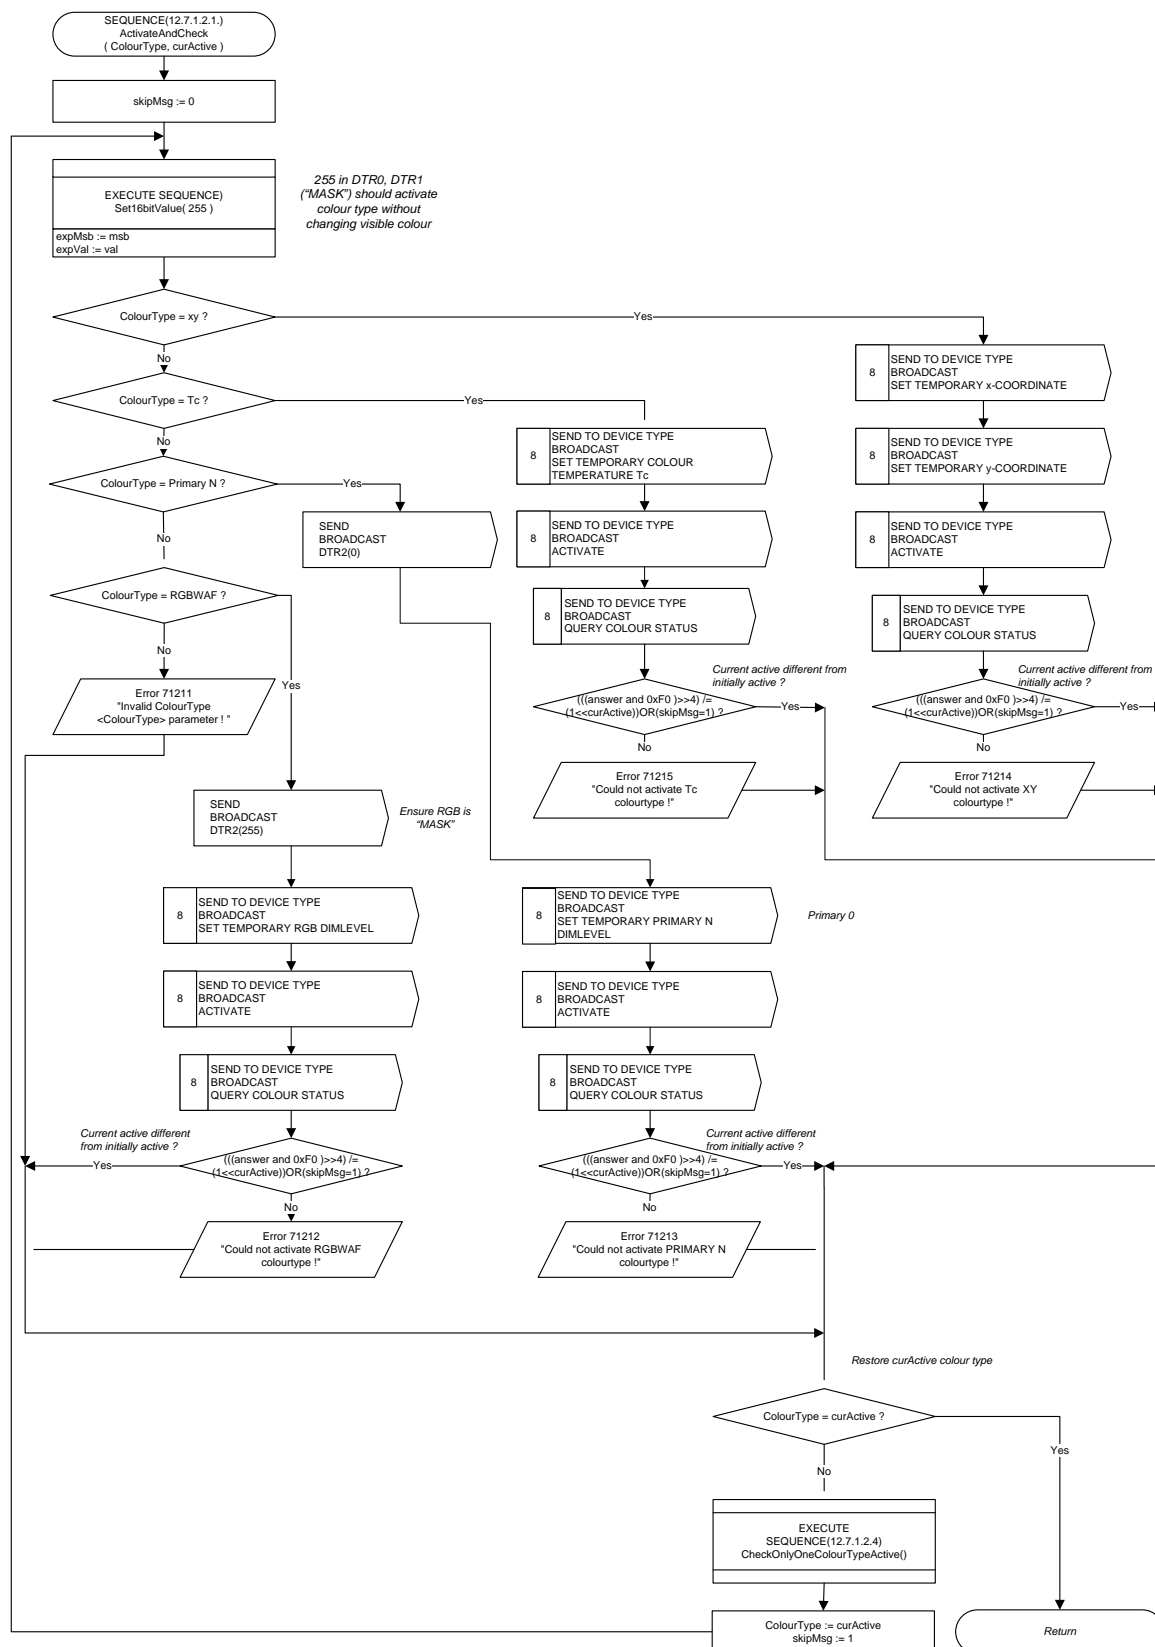 SEQUENCE(12.7.1.2.1.)
ActivateAndCheck
( ColourType, curActive )
skipMsg := 0
EXECUTE SEQUENCE)
Set16bitValue( 255 )
expMsb := msb
expVal := val
255 in DTR0, DTR1
("MASK") should activate
colour type without
changing visible colour
ColourType = xy ?
Yes
No
ColourType = Tc ?
Yes
No
ColourType = Primary N ?
Yes
No
ColourType = RGBWAF ?
Yes
No
Error 71211
"Invalid ColourType
<ColourType> parameter ! "
SEND
BROADCAST
DTR2(0)
8
SEND TO DEVICE TYPE
BROADCAST
SET TEMPORARY COLOUR
TEMPERATURE Tc
8
SEND TO DEVICE TYPE
BROADCAST
ACTIVATE
8
SEND TO DEVICE TYPE
BROADCAST
QUERY COLOUR STATUS
Current active different from
initially active ?
(((answer and 0xF0 )>>4) /=
(1<<curActive))OR(skipMsg=1) ?
Yes
No
Error 71215
"Could not activate Tc
colourtype !"
8
SEND TO DEVICE TYPE
BROADCAST
SET TEMPORARY x-COORDINATE
8
SEND TO DEVICE TYPE
BROADCAST
SET TEMPORARY y-COORDINATE
8
SEND TO DEVICE TYPE
BROADCAST
ACTIVATE
8
SEND TO DEVICE TYPE
BROADCAST
QUERY COLOUR STATUS
Current active different from
initially active ?
(((answer and 0xF0 )>>4) /=
(1<<curActive))OR(skipMsg=1) ?
Yes
No
Error 71214
"Could not activate XY
colourtype !"
SEND
BROADCAST
DTR2(255)
Ensure RGB is
"MASK"
8
SEND TO DEVICE TYPE
BROADCAST
SET TEMPORARY RGB DIMLEVEL
8
SEND TO DEVICE TYPE
BROADCAST
ACTIVATE
8
SEND TO DEVICE TYPE
BROADCAST
QUERY COLOUR STATUS
Current active different
from initially active ?
(((answer and 0xF0 )>>4) /=
(1<<curActive))OR(skipMsg=1) ?
Yes
No
Error 71212
"Could not activate RGBWAF
colourtype !"
8
SEND TO DEVICE TYPE
BROADCAST
SET TEMPORARY PRIMARY N
DIMLEVEL
Primary 0
8
SEND TO DEVICE TYPE
BROADCAST
ACTIVATE
8
SEND TO DEVICE TYPE
BROADCAST
QUERY COLOUR STATUS
Current active different
from initially active ?
(((answer and 0xF0 )>>4) /=
(1<<curActive))OR(skipMsg=1) ?
Yes
No
Error 71213
"Could not activate PRIMARY N
colourtype !"
Restore curActive colour type
ColourType = curActive ?
Yes
No
EXECUTE
SEQUENCE(12.7.1.2.4)
CheckOnlyOneColourTypeActive()
ColourType := curActive
skipMsg := 1
Return